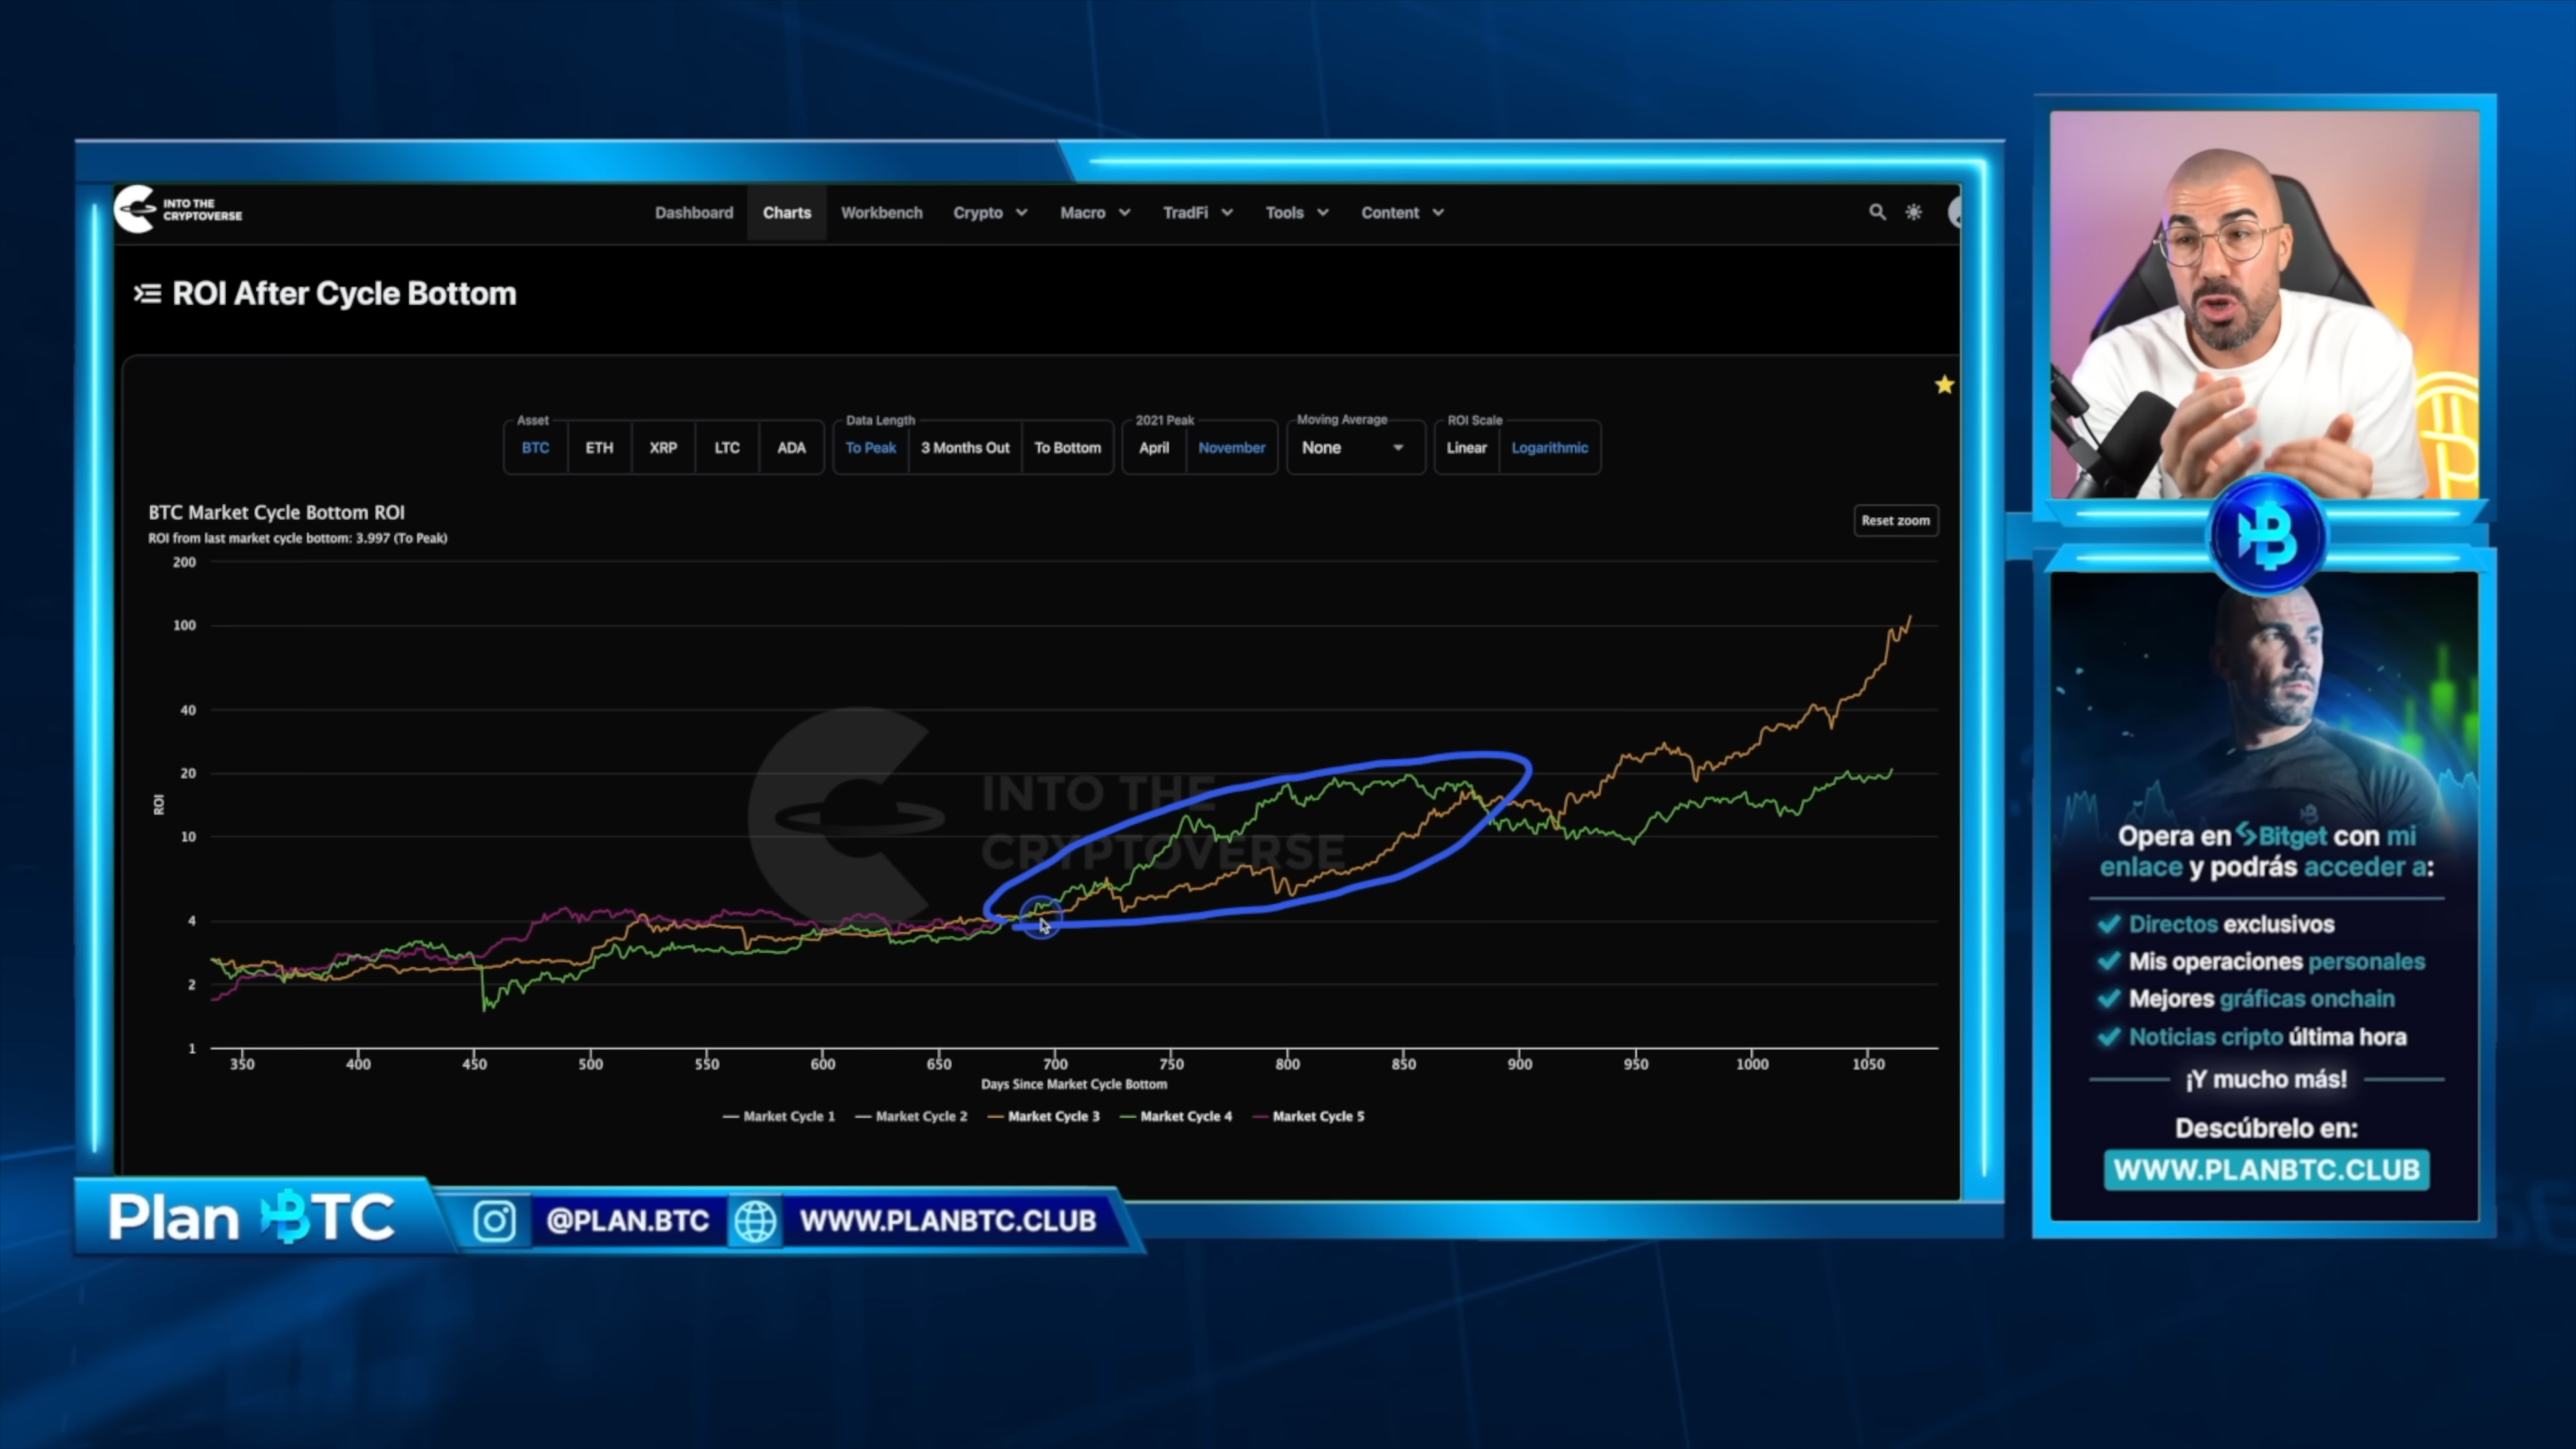 INTO THE
CRYPTOVERSE
Dashboard Charts Workbench Crypto Macro TradFi Tools Content
ROI After Cycle Bottom
Asset Data Length 2021 Peak Moving Average ROI Scale
BTC ETH XRP LTC ADA To Peak 3 Months Out To Bottom April November None Linear Logarithmic
BTC Market Cycle Bottom ROI
ROI from last market cycle bottom: 3.997 (To Peak)
Reset zoom
200
100
40
20
10
4
2
1
ROI
INTO THE
CRYPTOVERSE
350 400 450 500 550 600 650 700 750 800 850 900 950 1000 1050
Days Since Market Cycle Bottom
Market Cycle 1 Market Cycle 2 Market Cycle 3 Market Cycle 4 Market Cycle 5
Plan BTC
@PLAN.BTC
WWW.PLANBTC.CLUB
Opera en Bitget con mi
enlace y podrás acceder a:
Directos exclusivos
Mis operaciones personales
Mejores gráficas onchain
Noticias cripto última hora
¡Y mucho más!
Descúbrelo en:
WWW.PLANBTC.CLUB